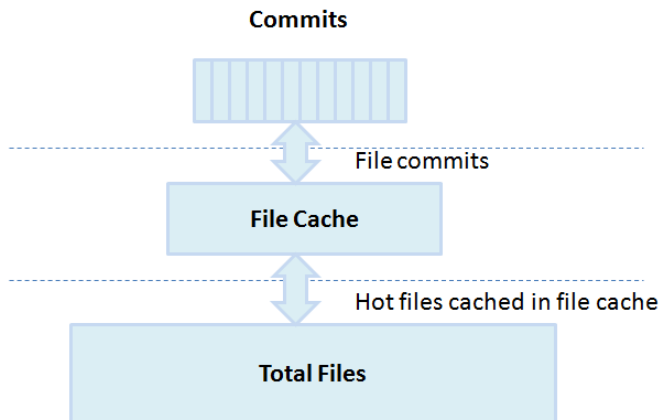 Commits
File commits
File Cache
Hot files cached in file cache
Total Files